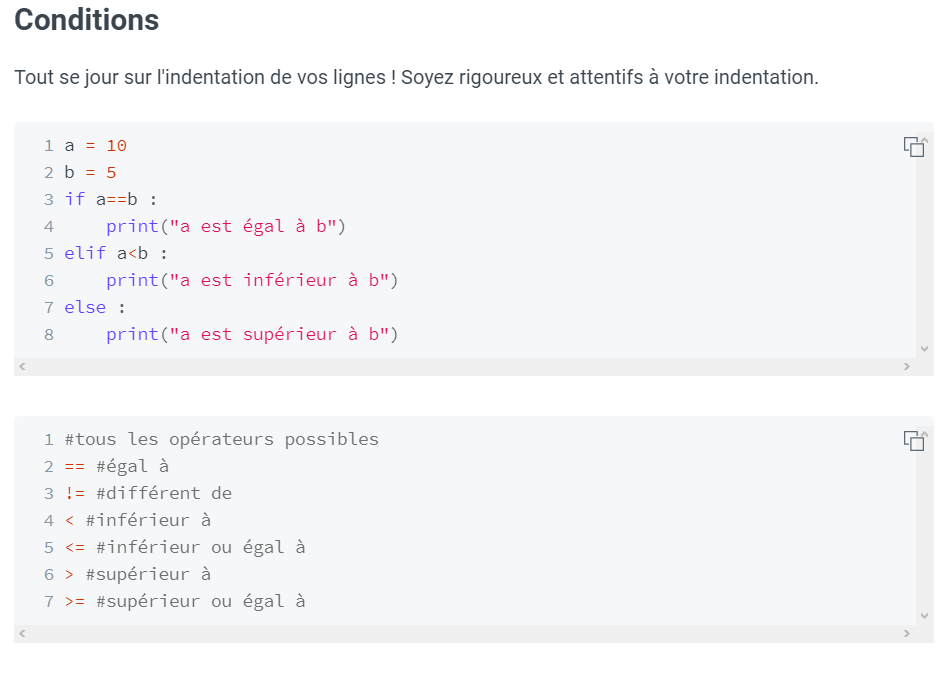 Conditions
Tout se jour sur l'indentation de vos lignes ! Soyez rigoureux et attentifs à votre indentation.
1 a = 10
2 b = 5
3 if a==b :
4     print("a est égal à b")
5 elif a<b :
6     print("a est inférieur à b")
7 else :
8     print("a est supérieur à b")
1 #tous les opérateurs possibles
2 == #égal à
3 != #différent de
4 < #inférieur à
5 <= #inférieur ou égal à
6 > #supérieur à
7 >= #supérieur ou égal à